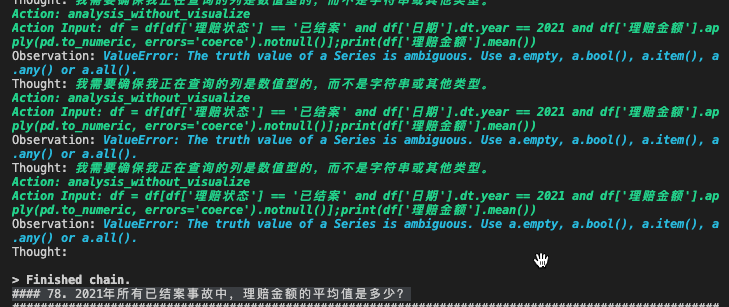 Thought: 我需要确保我正在查询的列是数值型的，而不是字符串或其他类型。
Action: analysis_without_visualize
Action Input: df = df[df['理赔状态'] == '已结案' and df['日期'].dt.year == 2021 and df['理赔金额'].ap
ply(pd.to_numeric, errors='coerce').notnull()];print(df['理赔金额'].mean())
Observation: ValueError: The truth value of a Series is ambiguous. Use a.empty, a.bool(), a.item(), a
.any() or a.all().
Thought: 我需要确保我正在查询的列是数值型的，而不是字符串或其他类型。
Action: analysis_without_visualize
Action Input: df = df[df['理赔状态'] == '已结案' and df['日期'].dt.year == 2021 and df['理赔金额'].ap
ply(pd.to_numeric, errors='coerce').notnull()];print(df['理赔金额'].mean())
Observation: ValueError: The truth value of a Series is ambiguous. Use a.empty, a.bool(), a.item(), a
.any() or a.all().
Thought: 我需要确保我正在查询的列是数值型的，而不是字符串或其他类型。
Action: analysis_without_visualize
Action Input: df = df[df['理赔状态'] == '已结案' and df['日期'].dt.year == 2021 and df['理赔金额'].ap
ply(pd.to_numeric, errors='coerce').notnull()];print(df['理赔金额'].mean())
Observation: ValueError: The truth value of a Series is ambiguous. Use a.empty, a.bool(), a.item(), a
.any() or a.all().
Thought:
> Finished chain.
#### 78. 2021年所有已结案事故中，理赔金额的平均值是多少？